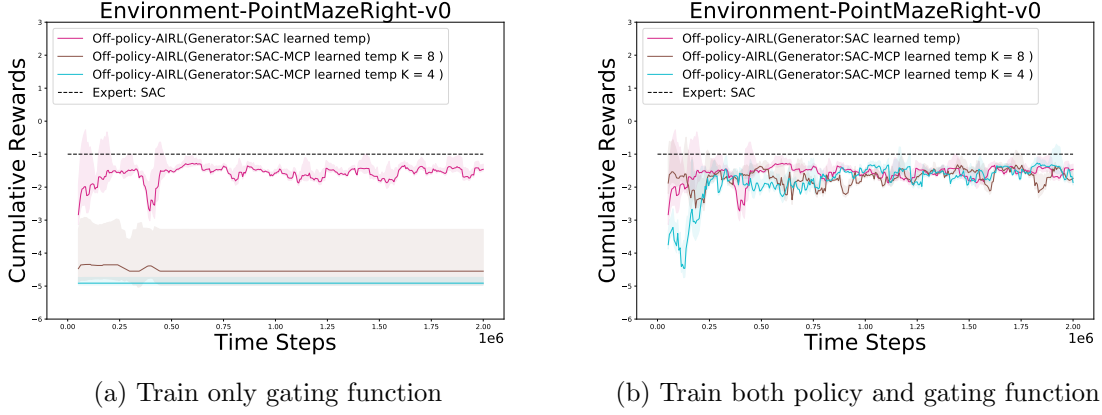 Environment-PointMazeRight-v0
Off-policy-AIRL(Generator:SAC learned temp)
Off-policy-AIRL(Generator:SAC-MCP learned temp K = 8 )
Off-policy-AIRL(Generator:SAC-MCP learned temp K = 4 )
Expert: SAC
Cumulative Rewards
3
2
1
0
−1
−2
−3
−4
−5
−6
0.00 0.25 0.50 0.75 1.00 1.25 1.50 1.75 2.00
Time Steps
1e6
(a) Train only gating function
Environment-PointMazeRight-v0
Off-policy-AIRL(Generator:SAC learned temp)
Off-policy-AIRL(Generator:SAC-MCP learned temp K = 8 )
Off-policy-AIRL(Generator:SAC-MCP learned temp K = 4 )
Expert: SAC
Cumulative Rewards
3
2
1
0
−1
−2
−3
−4
−5
−6
0.00 0.25 0.50 0.75 1.00 1.25 1.50 1.75 2.00
Time Steps
1e6
(b) Train both policy and gating function